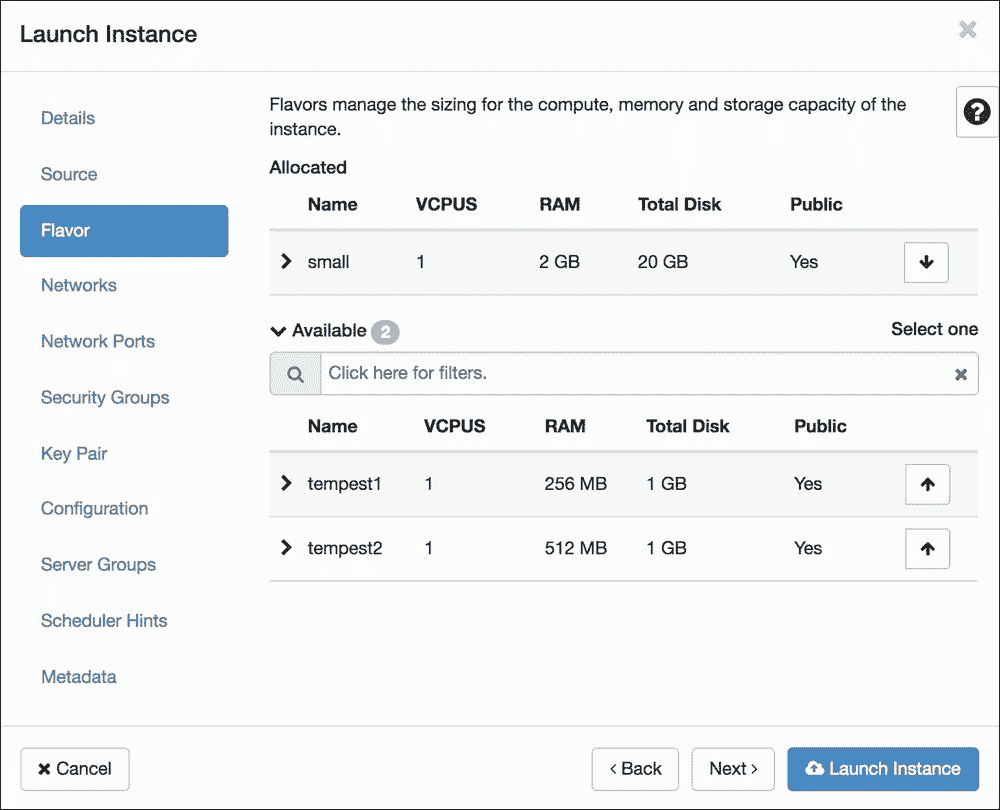 Launch Instance
Details
Source
Flavor
Networks
Network Ports
Security Groups
Key Pair
Configuration
Server Groups
Scheduler Hints
Metadata
Flavors manage the sizing for the compute, memory and storage capacity of the
instance.
Allocated
Name VCPUS RAM Total Disk Public
small 1 2 GB 20 GB Yes
Available 2 Select one
Click here for filters.
Name VCPUS RAM Total Disk Public
tempest1 1 256 MB 1 GB Yes
tempest2 1 512 MB 1 GB Yes
Cancel Back Next Launch Instance